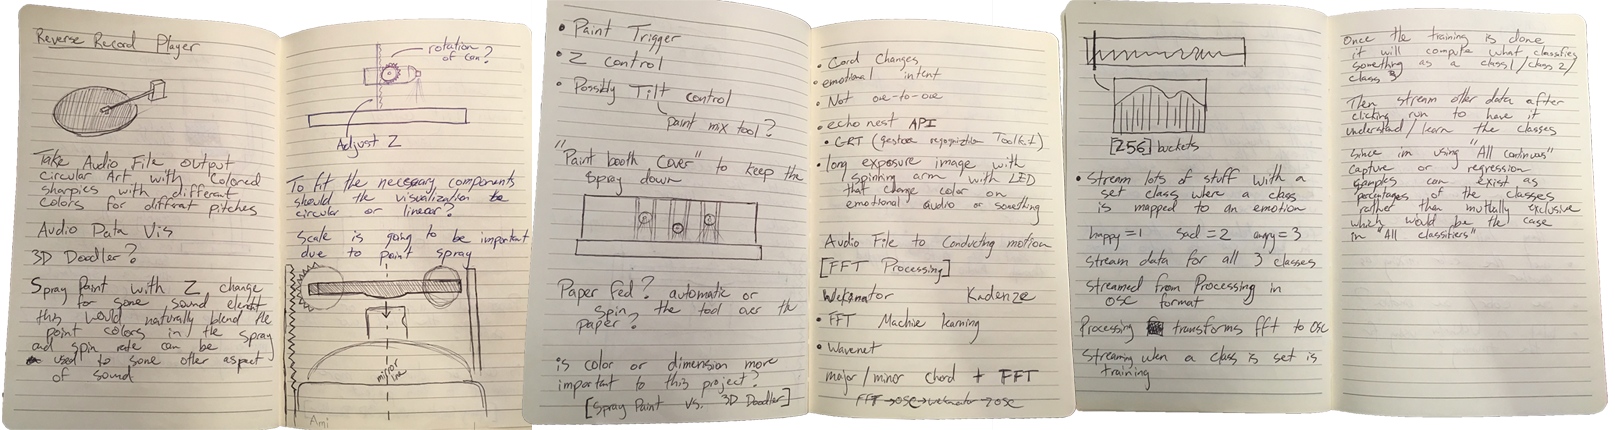 Reverse Record Player
Take Audio File output
circular Art with colored
sharpies with different
colors for diffrent pitches
Audio Data Vis
3D Doodler?
Spray Paint with Z change
for some sound elemt
this would naturally blend the
paint colors in the spray
and spin rate can be
used to some other aspect
of sound
rotation
of can?
Adjust Z
To fit the necessary components
should the visualization be
circular or linear?
Scale is going to be important
due to paint spray
mirror
line
"Ami
• Paint Trigger
• Z control
• Possibly Tilt control
paint mix tool?
"Paint booth cover" to keep the
spray down
Paper Fed? automatic or
spin the tool over the
paper?
is color or dimension more
important to this project?
[Spray Paint vs. 3D Doodler]
• Cord Changes
• emotional intent
• Not one-to-one
• echo nest API
• GRT (gesture recognization Toolkit)
• long exposure image with
spinning arm with LED
that change color on
emotional audio or something
Audio File to Conducting motion
[FFT Processing]
Wekenator Kadenze
• FFT Machine learning
• Wavenet
major/minor chord + FFT
FFT → OSC → wekenator → OSC
[256] buckets
• Stream lots of stuff with a
set class where a class
is mapped to an emotion
happy = 1 sad = 2 angry = 3
stream data for all 3 classes
streamed from Processing in
OSC format
Processing transforms fft to OSC
Streaming wen a class is set is
training
Once the training is done
it will compute what classifies
something as a class 1/class 2/
class 3
Then stream other data after
clicking run to have it
understand/learn the classes
Since im using "All continuos"
capture or regression
samples can exist as
percentages of the classes
rather than mutually exclusive
which would be the case
in "All classifiers"